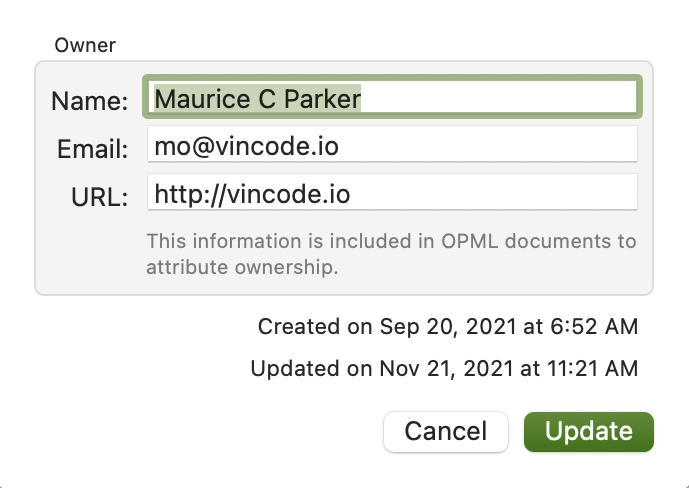 Owner
Name: Maurice C Parker
Email: mo@vincode.io
URL: http://vincode.io
This information is included in OPML documents to
attribute ownership.
Created on Sep 20, 2021 at 6:52 AM
Updated on Nov 21, 2021 at 11:21 AM
Cancel Update